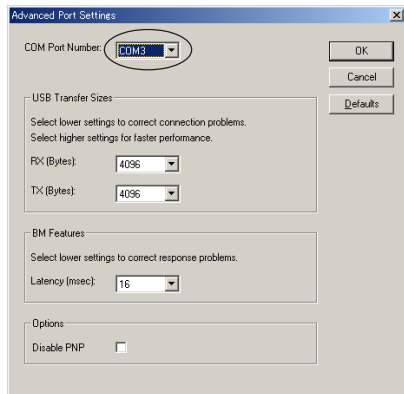 Advanced Port Settings
COM Port Number: COM3
OK
Cancel
Defaults
USB Transfer Sizes
Select lower settings to correct connection problems.
Select higher settings for faster performance.
RX (Bytes): 4096
TX (Bytes): 4096
BM Features
Select lower settings to correct response problems.
Latency (msec): 16
Options
Disable PNP